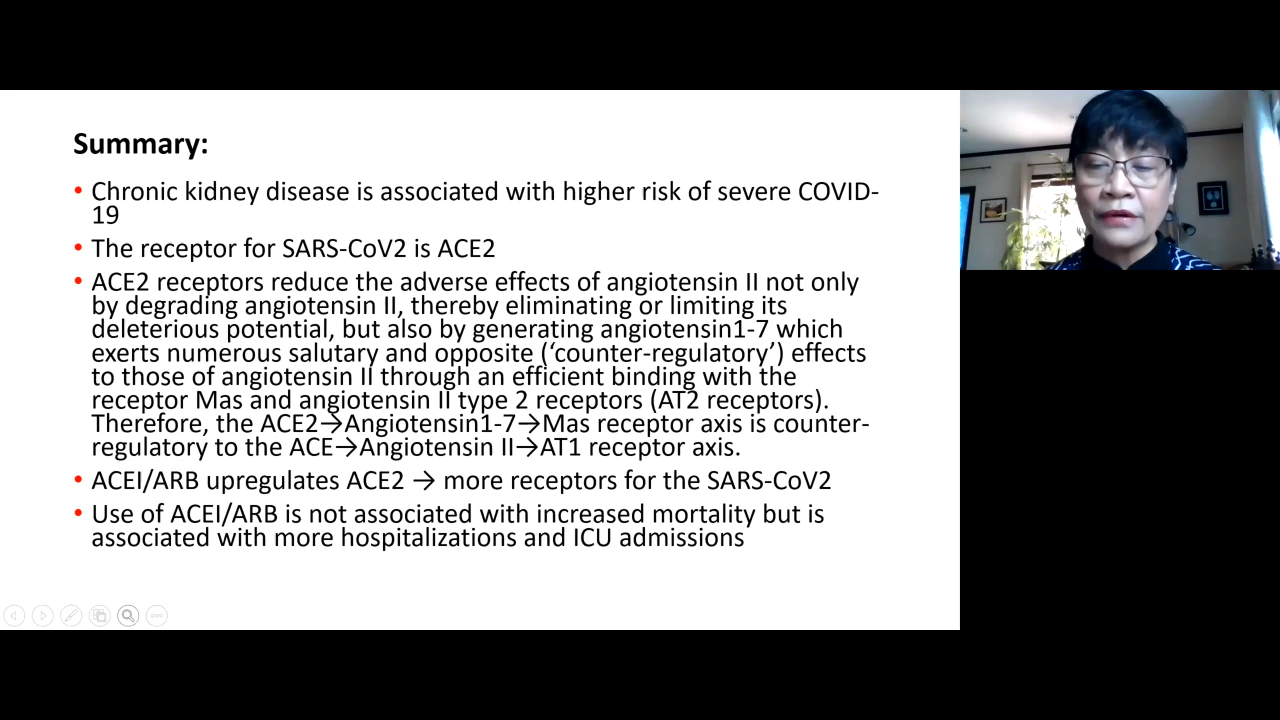 Summary:
• Chronic kidney disease is associated with higher risk of severe COVID-
19
• The receptor for SARS-CoV2 is ACE2
• ACE2 receptors reduce the adverse effects of angiotensin II not only
by degrading angiotensin II, thereby eliminating or limiting its
deleterious potential, but also by generating angiotensin1-7 which
exerts numerous salutary and opposite (‘counter-regulatory’) effects
to those of angiotensin II through an efficient binding with the
receptor Mas and angiotensin II type 2 receptors (AT2 receptors).
Therefore, the ACE2→Angiotensin1-7→Mas receptor axis is counter-
regulatory to the ACE→Angiotensin II→AT1 receptor axis.
• ACEI/ARB upregulates ACE2 → more receptors for the SARS-CoV2
• Use of ACEI/ARB is not associated with increased mortality but is
associated with more hospitalizations and ICU admissions